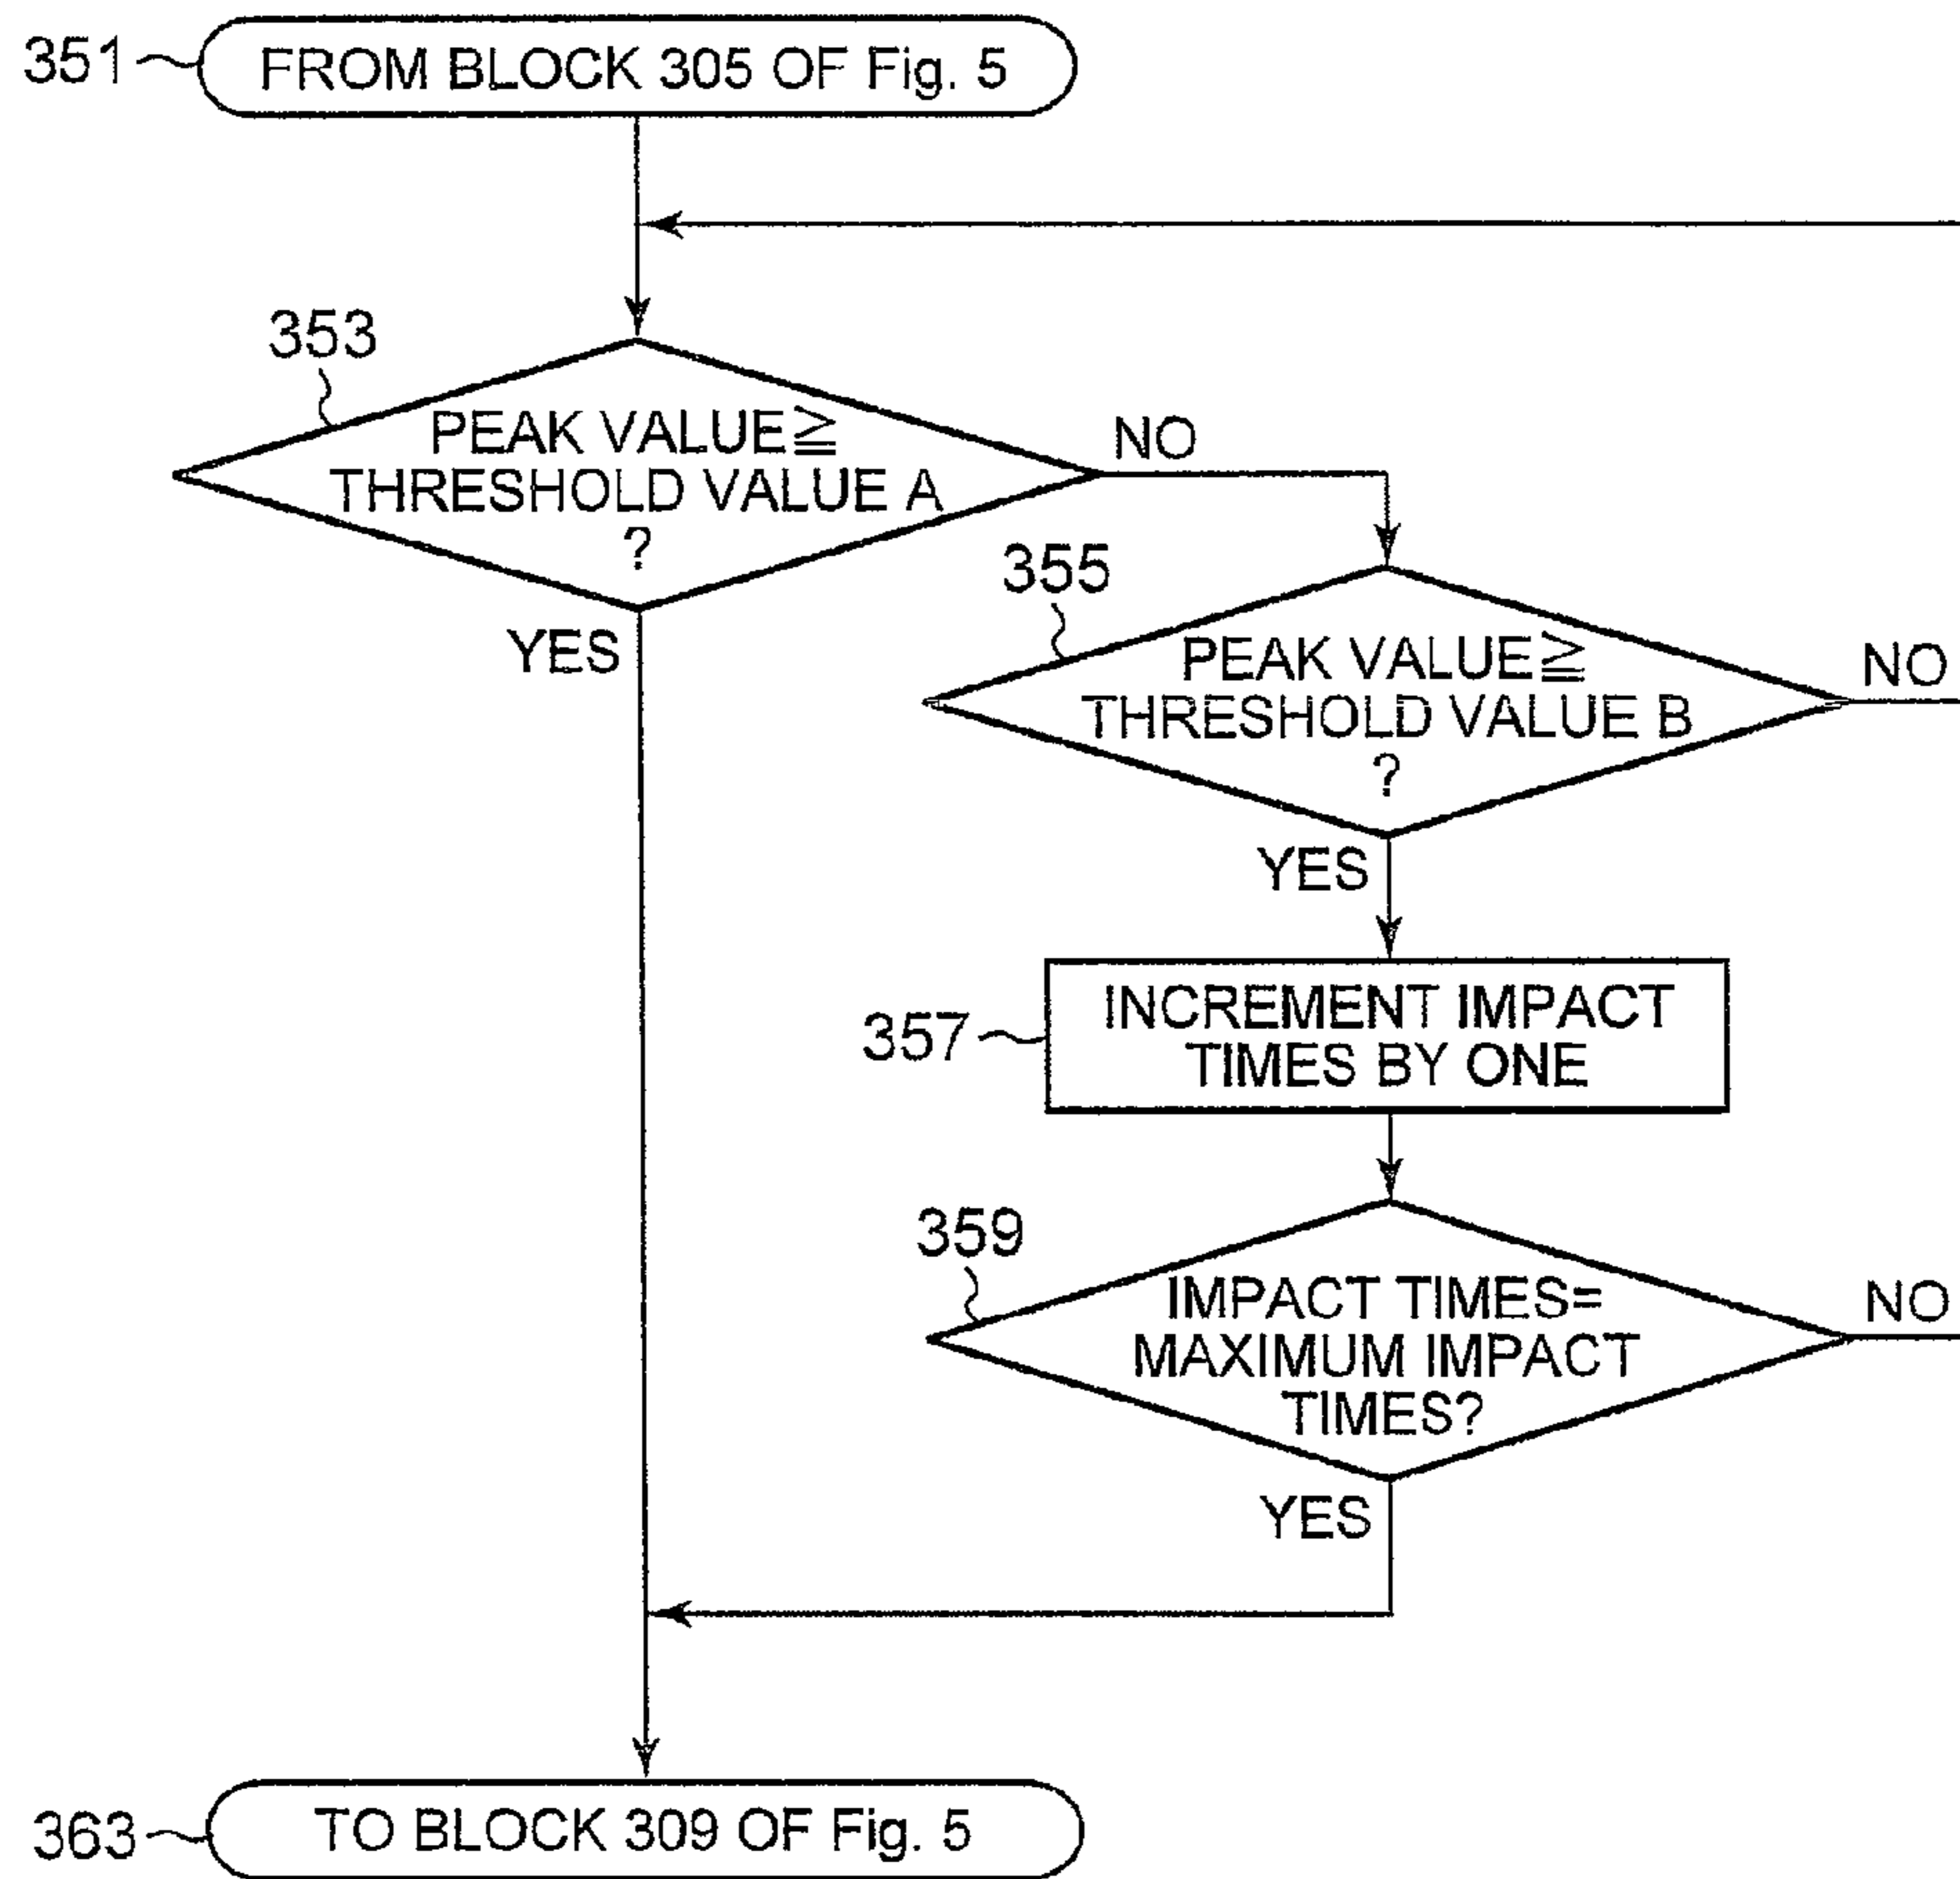 351
FROM BLOCK 305 OF Fig. 5
353
PEAK VALUE≧
THRESHOLD VALUE A
?
NO
YES
355
PEAK VALUE≧
THRESHOLD VALUE B
?
NO
YES
357
INCREMENT IMPACT
TIMES BY ONE
359
IMPACT TIMES=
MAXIMUM IMPACT
TIMES?
NO
YES
363
TO BLOCK 309 OF Fig. 5